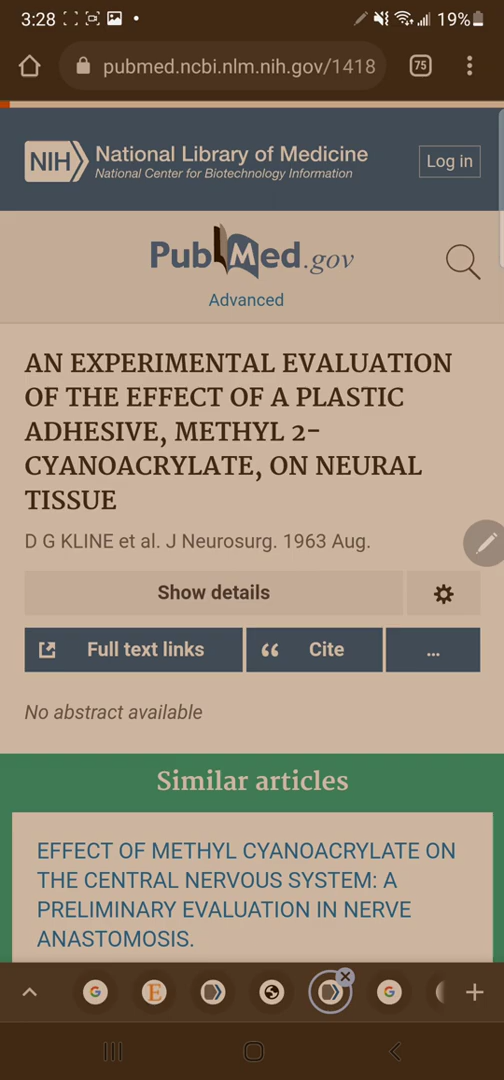 3:28
19%
pubmed.ncbi.nlm.nih.gov/1418
75
NIH
National Library of Medicine
National Center for Biotechnology Information
Log in
PubMed.gov
Advanced
AN EXPERIMENTAL EVALUATION
OF THE EFFECT OF A PLASTIC
ADHESIVE, METHYL 2-
CYANOACRYLATE, ON NEURAL
TISSUE
D G KLINE et al. J Neurosurg. 1963 Aug.
Show details
Full text links
Cite
...
No abstract available
Similar articles
EFFECT OF METHYL CYANOACRYLATE ON
THE CENTRAL NERVOUS SYSTEM: A
PRELIMINARY EVALUATION IN NERVE
ANASTOMOSIS.